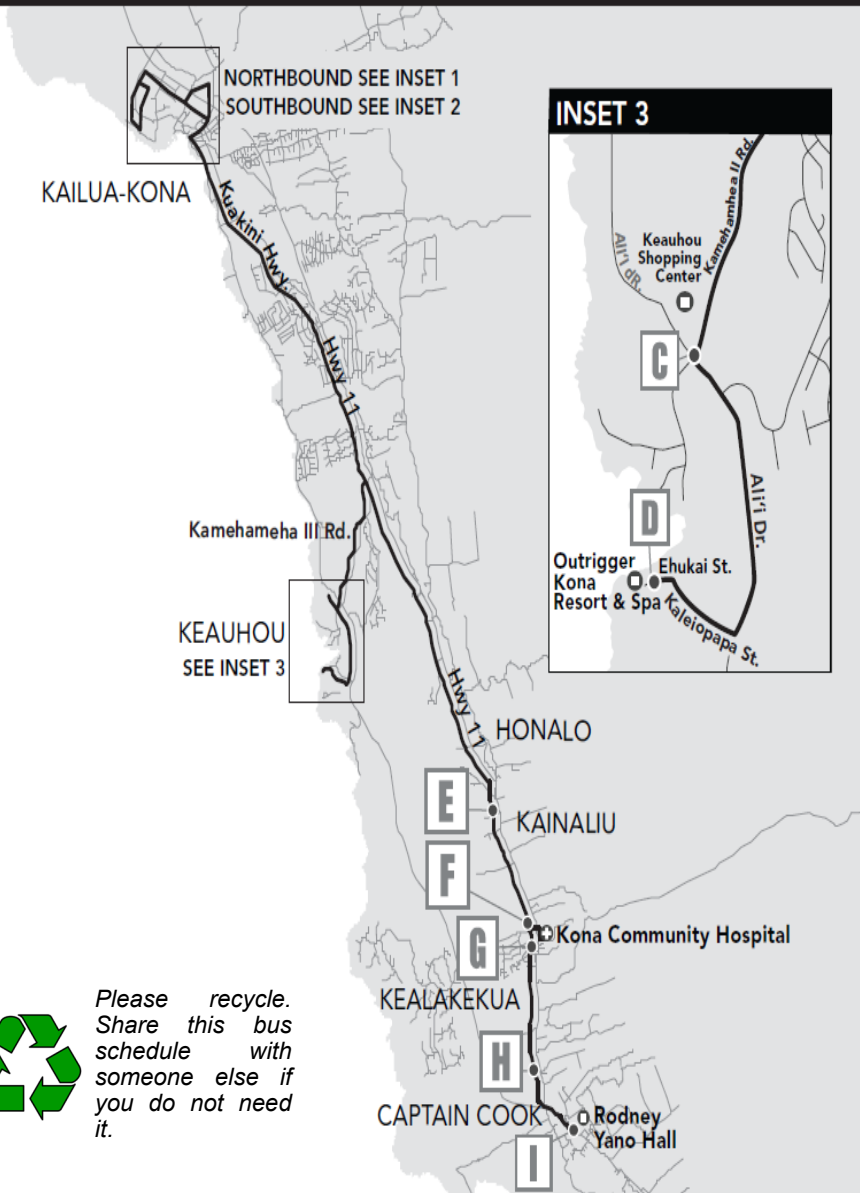 NORTHBOUND SEE INSET 1
SOUTHBOUND SEE INSET 2
KAILUA-KONA
Kuakini Hwy.
Hwy 11
Kamehameha III Rd.
KEAUHOU
SEE INSET 3
Hwy 11
HONALO
E
KAINALIU
F
Kona Community Hospital
G
KEALAKEKUA
H
CAPTAIN COOK
Rodney
Yano Hall
I
INSET 3
Kamehamhea II Rd.
Ali'i dR.
Keauhou
Shopping
Center
C
Ali'i Dr.
D
Outrigger
Kona
Resort & Spa
Ehukai St.
Kaleiopapa St.
Please recycle.
Share this bus
schedule with
someone else if
you do not need
it.